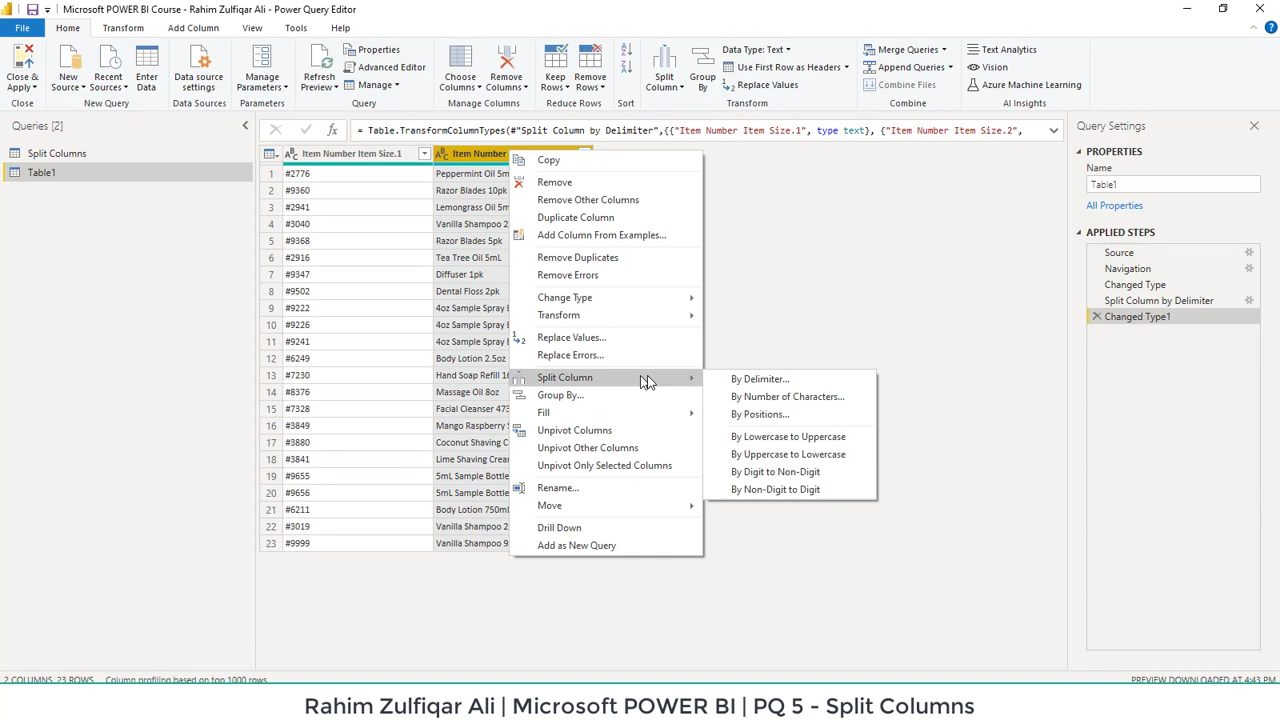 Microsoft POWER BI Course - Rahim Zulfiqar Ali - Power Query Editor
File Home Transform Add Column View Tools Help
Close & Apply
New Source
Recent Sources
Enter Data
Data source settings
Manage Parameters
Refresh Preview
Properties
Advanced Editor
Manage
Choose Columns
Remove Columns
Keep Rows
Remove Rows
Split Column
Group By
Data Type: Text
Use First Row as Headers
Replace Values
Merge Queries
Append Queries
Combine Files
Text Analytics
Vision
Azure Machine Learning
Close New Query Data Sources Parameters Query Manage Columns Reduce Rows Sort Transform Combine AI Insights
Queries [2]
Split Columns
Table1
= Table.TransformColumnTypes(#"Split Column by Delimiter",{{"Item Number Item Size.1", type text}, {"Item Number Item Size.2",
Item Number Item Size.1 Item Number
1 #2776 Peppermint Oil 5m
2 #9360 Razor Blades 10pk
3 #2941 Lemongrass Oil 5m
4 #3040 Vanilla Shampoo 2
5 #9368 Razor Blades 5pk
6 #2916 Tea Tree Oil 5mL
7 #9347 Diffuser 1pk
8 #9502 Dental Floss 2pk
9 #9222 4oz Sample Spray B
10 #9226 4oz Sample Spray B
11 #9241 4oz Sample Spray B
12 #6249 Body Lotion 2.5oz
13 #7230 Hand Soap Refill 16
14 #8376 Massage Oil 8oz
15 #7328 Facial Cleanser 473
16 #3849 Mango Raspberry S
17 #3880 Coconut Shaving C
18 #3841 Lime Shaving Crea
19 #9655 5mL Sample Bottle
20 #9656 5mL Sample Bottle
21 #6211 Body Lotion 750mL
22 #3019 Vanilla Shampoo 2
23 #9999 Vanilla Shampoo 9
Copy
Remove
Remove Other Columns
Duplicate Column
Add Column From Examples...
Remove Duplicates
Remove Errors
Change Type
Transform
Replace Values...
Replace Errors...
Split Column
Group By...
Fill
Unpivot Columns
Unpivot Other Columns
Unpivot Only Selected Columns
Rename...
Move
Drill Down
Add as New Query
By Delimiter...
By Number of Characters...
By Positions...
By Lowercase to Uppercase
By Uppercase to Lowercase
By Digit to Non-Digit
By Non-Digit to Digit
Query Settings
PROPERTIES
Name
Table1
All Properties
APPLIED STEPS
Source
Navigation
Changed Type
Split Column by Delimiter
Changed Type1
2 COLUMNS, 23 ROWS Column profiling based on top 1000 rows
PREVIEW DOWNLOADED AT 4:43 PM
Rahim Zulfiqar Ali | Microsoft POWER BI | PQ 5 - Split Columns